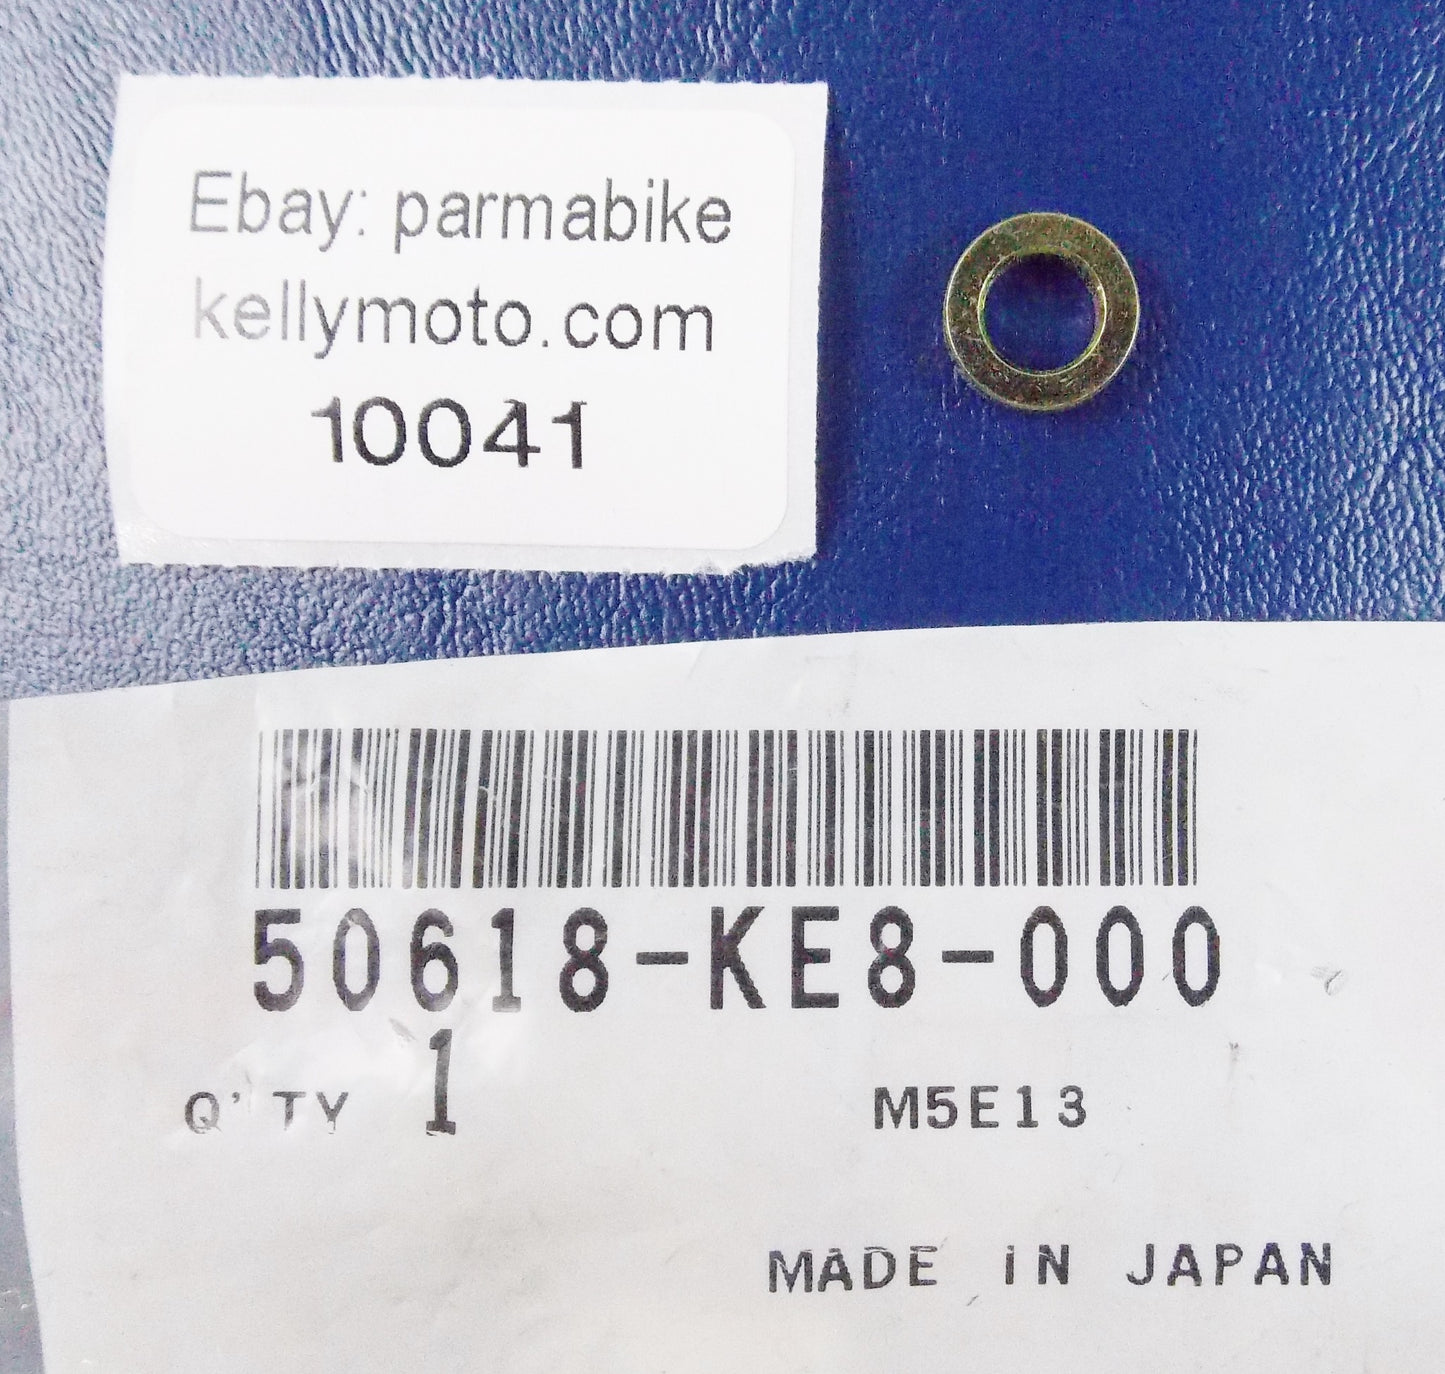 Ebay: parmabike
kellymoto.com
10041
50618-KE8-000
Q'TY 1
M5E13
MADE IN JAPAN